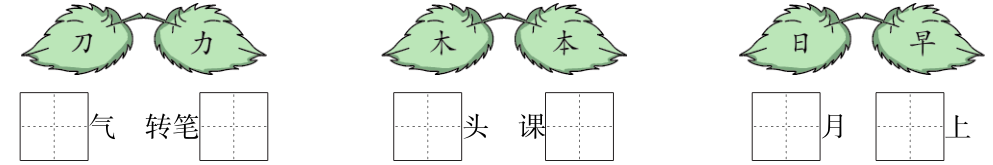 刀 力 木 本 日 早
气 转笔 头 课 月 上